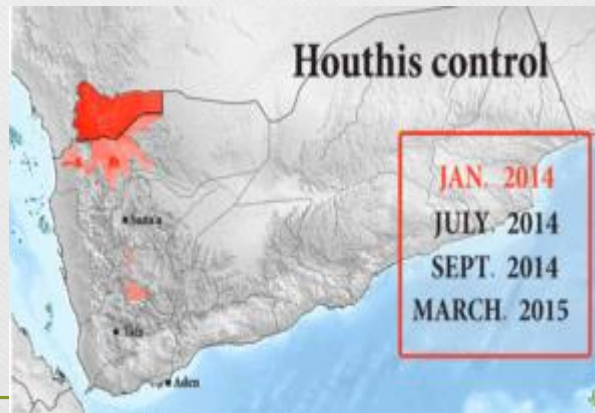 Houthis control
JAN. 2014
JULY. 2014
SEPT. 2014
MARCH. 2015
Sana'a
Taiz
Aden